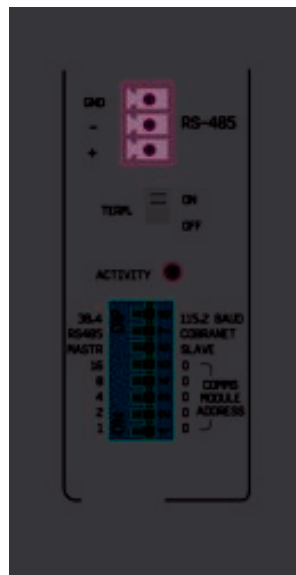 GND
- RS-485
+
TERM. ON
OFF
ACTIVITY
38.4 115.2 BAUD
RS485 COBRANET
MASTR SLAVE
16 0
8 0 COMMS
4 0 MODULE
2 0 ADDRESS
1 0